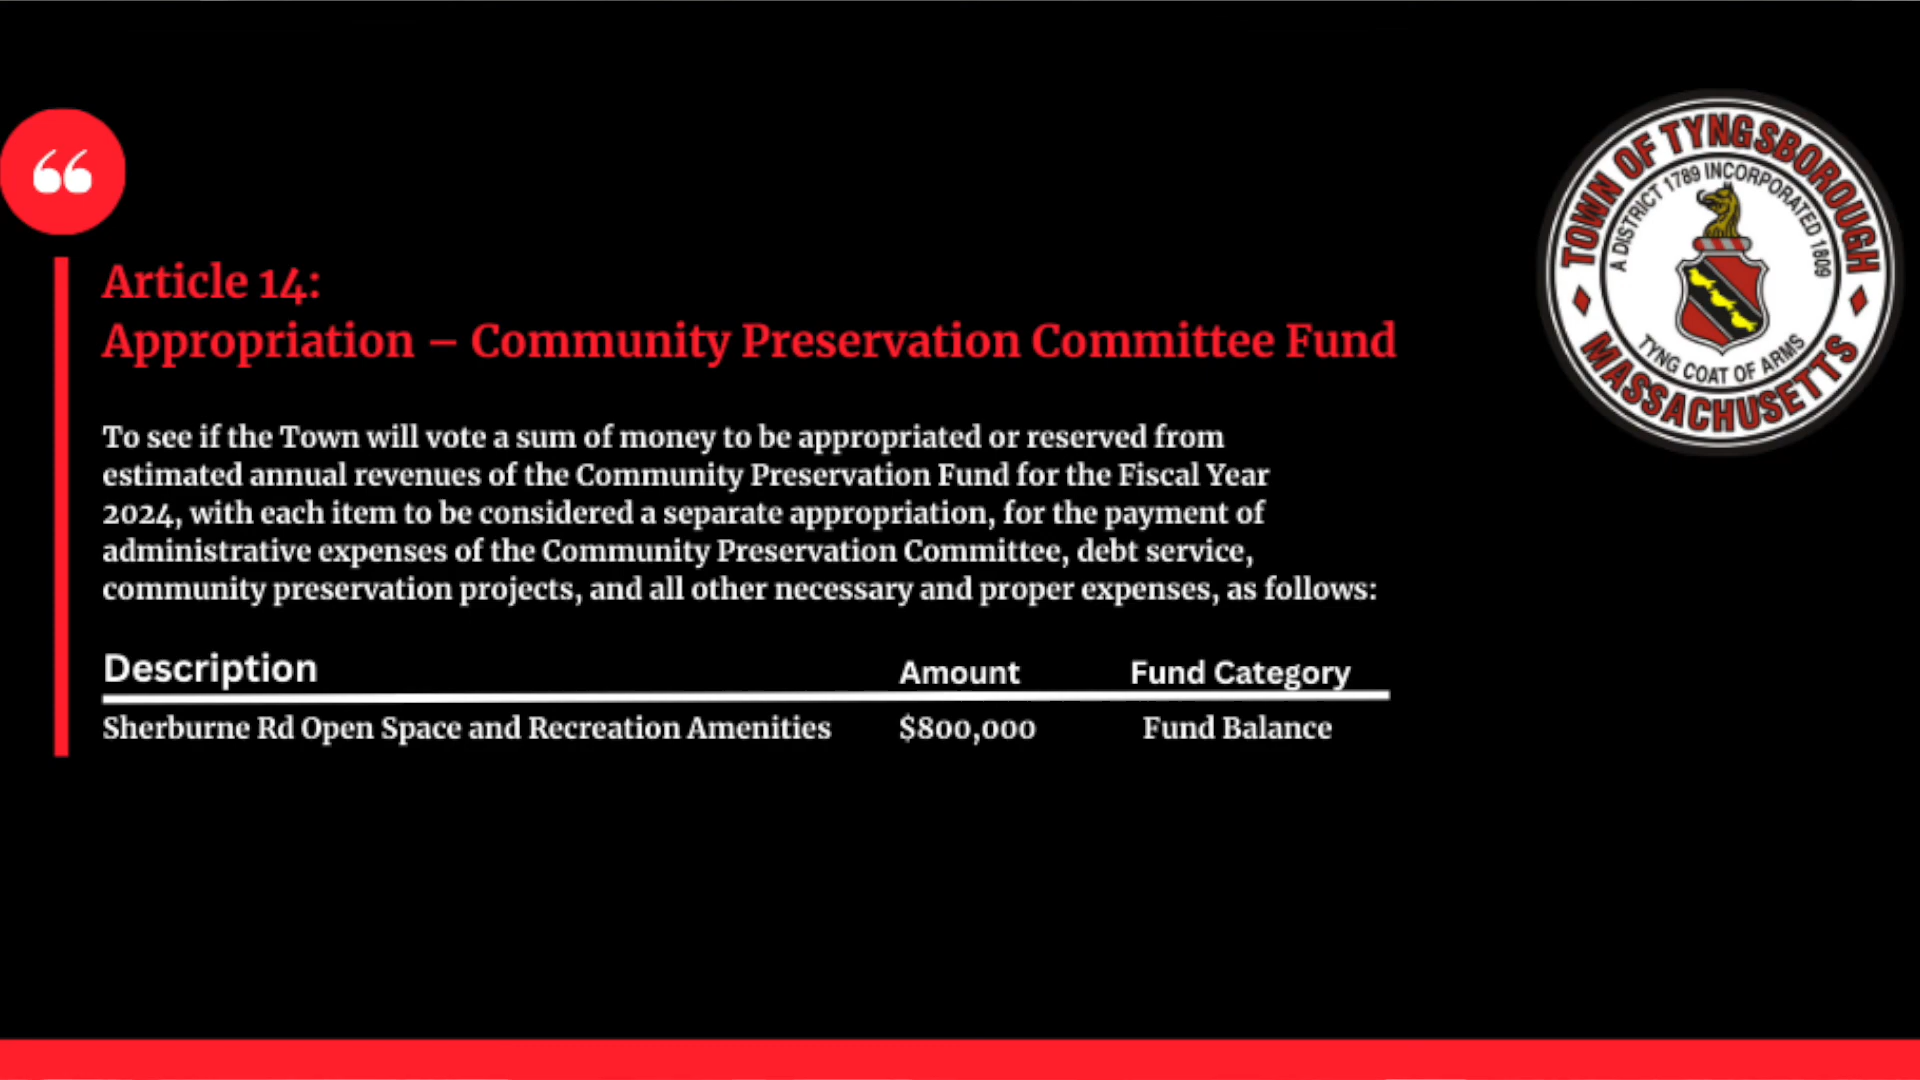 TOWN OF TYNGSBOROUGH
A DISTRICT 1789 INCORPORATED 1809
TYNG COAT OF ARMS
MASSACHUSETTS
Article 14:
Appropriation – Community Preservation Committee Fund
To see if the Town will vote a sum of money to be appropriated or reserved from
estimated annual revenues of the Community Preservation Fund for the Fiscal Year
2024, with each item to be considered a separate appropriation, for the payment of
administrative expenses of the Community Preservation Committee, debt service,
community preservation projects, and all other necessary and proper expenses, as follows:
Description Amount Fund Category
Sherburne Rd Open Space and Recreation Amenities $800,000 Fund Balance